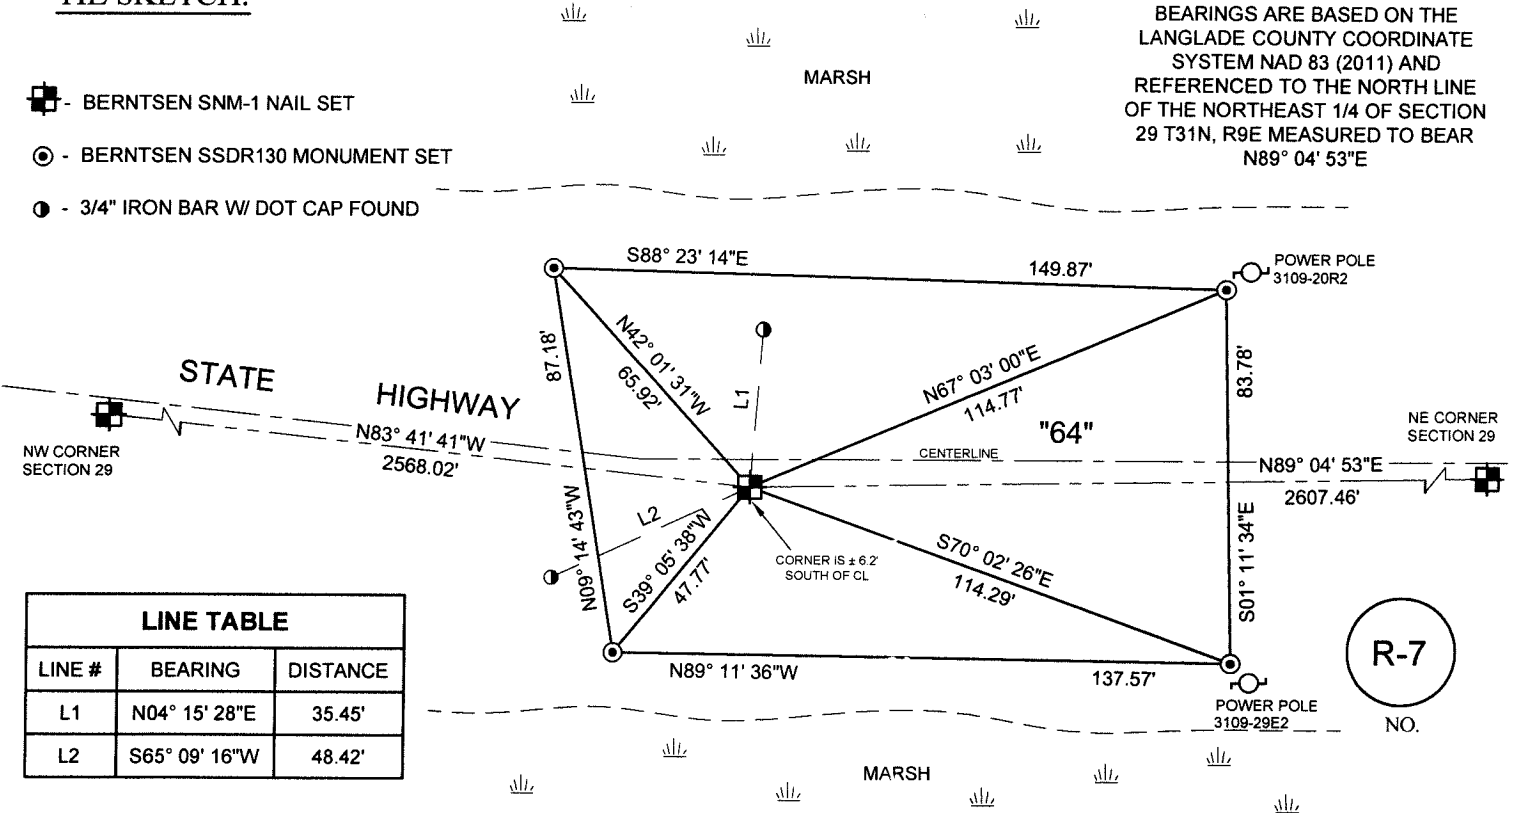 TIE SKETCH:
- BERNTSEN SNM-1 NAIL SET
- BERNTSEN SSDR130 MONUMENT SET
- 3/4" IRON BAR W/ DOT CAP FOUND
MARSH
BEARINGS ARE BASED ON THE
LANGLADE COUNTY COORDINATE
SYSTEM NAD 83 (2011) AND
REFERENCED TO THE NORTH LINE
OF THE NORTHEAST 1/4 OF SECTION
29 T31N, R9E MEASURED TO BEAR
N89° 04' 53"E
S88° 23' 14"E
149.87'
POWER POLE
3109-20R2
87.18'
N09° 14' 43"W
N42° 01' 31"W
65.92'
L1
N67° 03' 00"E
114.77'
83.78'
S01° 11' 34"E
STATE
HIGHWAY
"64"
NW CORNER
SECTION 29
N83° 41' 41"W
2568.02'
CENTERLINE
NE CORNER
SECTION 29
N89° 04' 53"E
2607.46'
L2
S39° 05' 38"W
47.77'
CORNER IS ± 6.2'
SOUTH OF CL
S70° 02' 26"E
114.29'
N89° 11' 36"W
137.57'
POWER POLE
3109-29E2
R-7
NO.
LINE TABLE
LINE # BEARING DISTANCE
L1 N04° 15' 28"E 35.45'
L2 S65° 09' 16"W 48.42'
MARSH